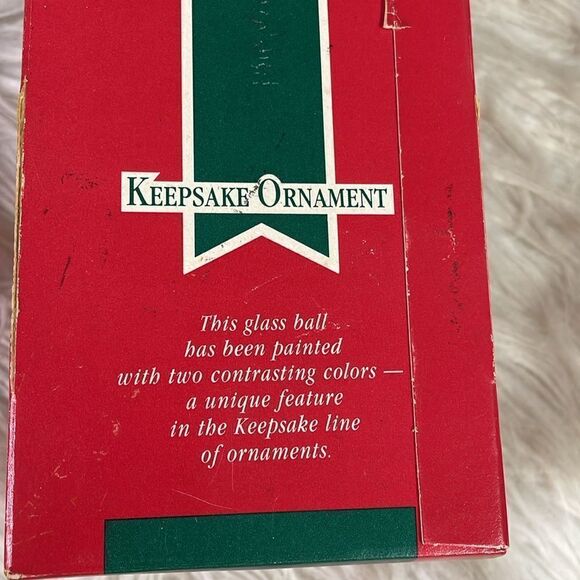 KEEPSAKE ORNAMENT
This glass ball
has been painted
with two contrasting colors —
a unique feature
in the Keepsake line
of ornaments.